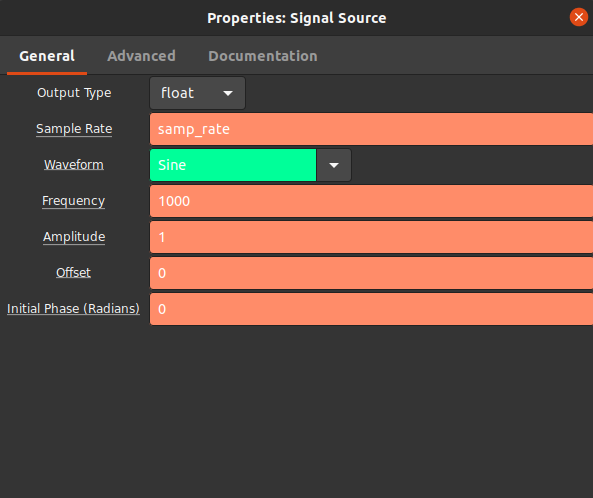 Properties: Signal Source
General Advanced Documentation
Output Type float
Sample Rate samp_rate
Waveform Sine
Frequency 1000
Amplitude 1
Offset 0
Initial Phase (Radians) 0